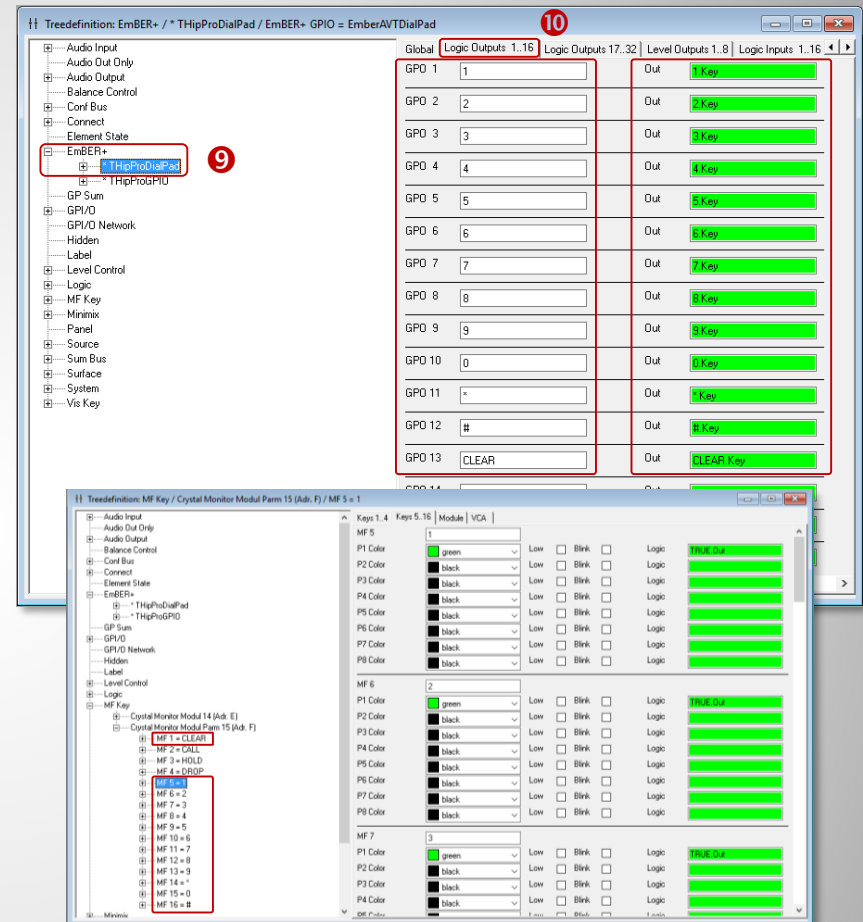 Treedefinition: EmBER+ / * THipProDialPad / EmBER+ GPIO = EmberAVTDialPad
10
Audio Input
Audio Out Only
Audio Output
Balance Control
Conf Bus
Connect
Element State
EmBER+
* THipProDialPad
9
* THipProGPIO
GP Sum
GPI/O
GPI/O Network
Hidden
Label
Level Control
Logic
MF Key
Minimix
Panel
Source
Sum Bus
Surface
System
Vis Key
Global Logic Outputs 1..16 Logic Outputs 17..32 Level Outputs 1..8 Logic Inputs 1..16
GPO 1 1 Out 1.Key
GPO 2 2 Out 2.Key
GPO 3 3 Out 3.Key
GPO 4 4 Out 4.Key
GPO 5 5 Out 5.Key
GPO 6 6 Out 6.Key
GPO 7 7 Out 7.Key
GPO 8 8 Out 8.Key
GPO 9 9 Out 9.Key
GPO 10 0 Out 0.Key
GPO 11 * Out *.Key
GPO 12 # Out #.Key
GPO 13 CLEAR Out CLEAR.Key
Treedefinition: MF Key / Crystal Monitor Modul Parm 15 (Adr. F) / MF 5 = 1
Audio Input
Audio Out Only
Audio Output
Balance Control
Conf Bus
Connect
Element State
EmBER+
* THipProDialPad
* THipProGPIO
GP Sum
GPI/O
GPI/O Network
Hidden
Label
Level Control
Logic
MF Key
Crystal Monitor Modul 14 (Adr. E)
Crystal Monitor Modul Parm 15 (Adr. F)
MF 1 = CLEAR
MF 2 = CALL
MF 3 = HOLD
MF 4 = DROP
MF 5 = 1
MF 6 = 2
MF 7 = 3
MF 8 = 4
MF 9 = 5
MF 10 = 6
MF 11 = 7
MF 12 = 8
MF 13 = 9
MF 14 = *
MF 15 = 0
MF 16 = #
Minimix
Keys 1..4 Keys 5..16 Module VCA
MF 5 1
P1 Color green Low Blink Logic TRUE.Out
P2 Color black Low Blink Logic
P3 Color black Low Blink Logic
P4 Color black Low Blink Logic
P5 Color black Low Blink Logic
P6 Color black Low Blink Logic
P7 Color black Low Blink Logic
P8 Color black Low Blink Logic
MF 6 2
P1 Color green Low Blink Logic TRUE.Out
P2 Color black Low Blink Logic
P3 Color black Low Blink Logic
P4 Color black Low Blink Logic
P5 Color black Low Blink Logic
P6 Color black Low Blink Logic
P7 Color black Low Blink Logic
P8 Color black Low Blink Logic
MF 7 3
P1 Color green Low Blink Logic TRUE.Out
P2 Color black Low Blink Logic
P3 Color black Low Blink Logic
P4 Color black Low Blink Logic